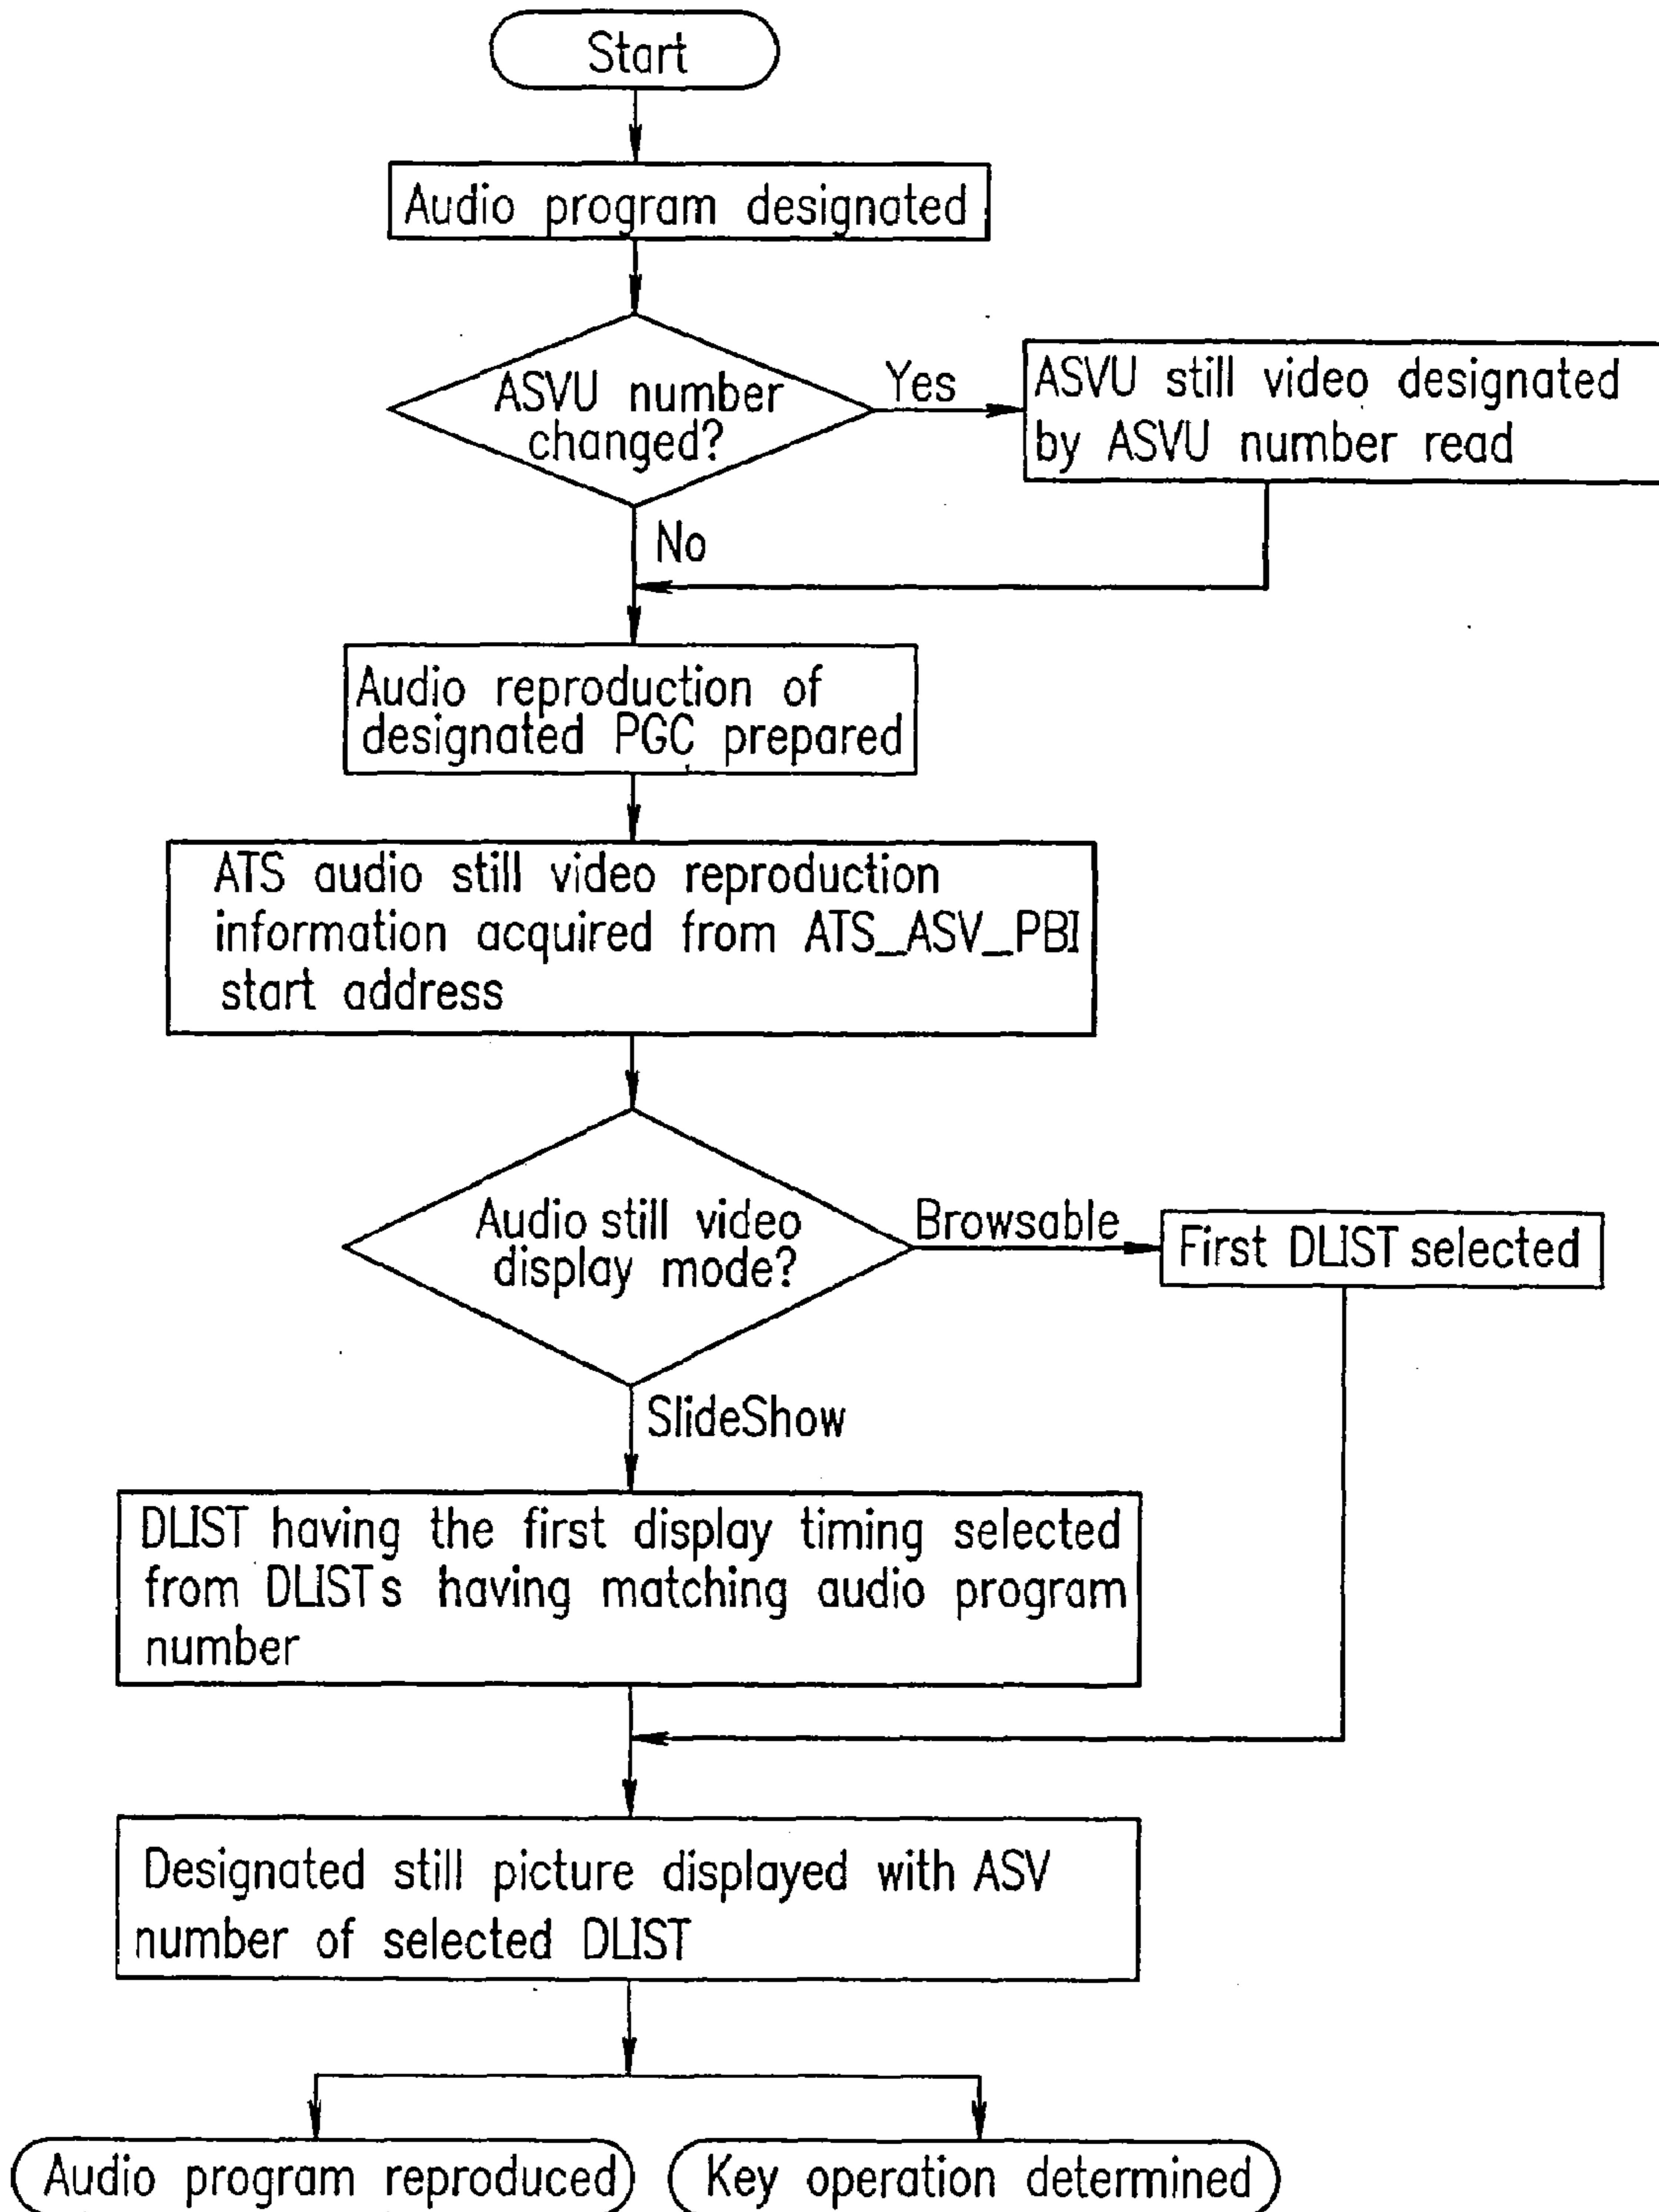 Start
Audio program designated
ASVU number
changed?
Yes
ASVU still video designated
by ASVU number read
No
Audio reproduction of
designated PGC prepared
ATS audio still video reproduction
information acquired from ATS_ASV_PBI
start address
Audio still video
display mode?
Browsable
First DLIST selected
SlideShow
DLIST having the first display timing selected
from DLISTs having matching audio program
number
Designated still picture displayed with ASV
number of selected DLIST
Audio program reproduced
Key operation determined